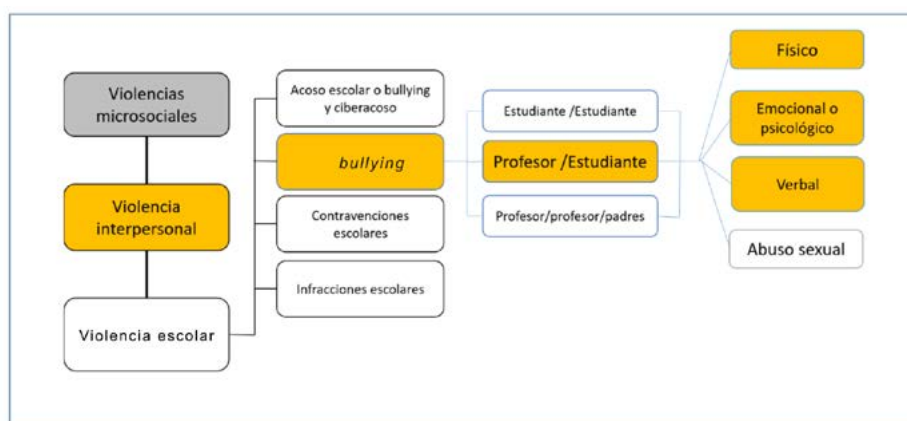 Violencias
microsociales
Violencia
interpersonal
Violencia escolar
Acoso escolar o bullying
y ciberacoso
bullying
Contravenciones
escolares
Infracciones escolares
Estudiante /Estudiante
Profesor /Estudiante
Profesor/profesor/padres
Físico
Emocional o
psicológico
Verbal
Abuso sexual